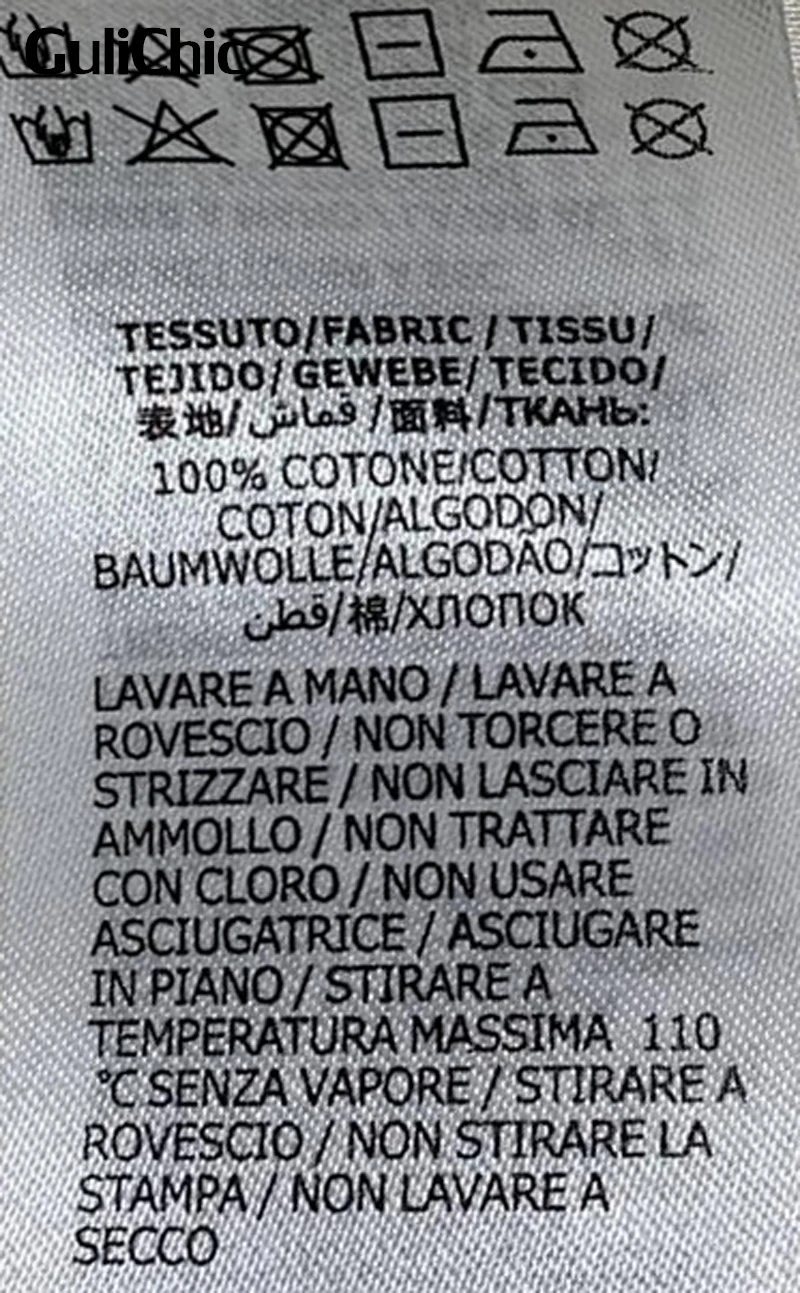 GuliChic
TESSUTO/FABRIC / TISSU/
TEJIDO/ GEWEBE/ TECIDO/
表地/ قماش /面料/ТКАНЬ:
100% COTONE/COTTON/
COTON/ALGODON/
BAUMWOLLE/ALGODÃO/コットン/
قطن/棉/ХЛОПОК
LAVARE A MANO / LAVARE A
ROVESCIO / NON TORCERE O
STRIZZARE / NON LASCIARE IN
AMMOLLO / NON TRATTARE
CON CLORO / NON USARE
ASCIUGATRICE / ASCIUGARE
IN PIANO / STIRARE A
TEMPERATURA MASSIMA 110
°C SENZA VAPORE / STIRARE A
ROVESCIO / NON STIRARE LA
STAMPA / NON LAVARE A
SECCO